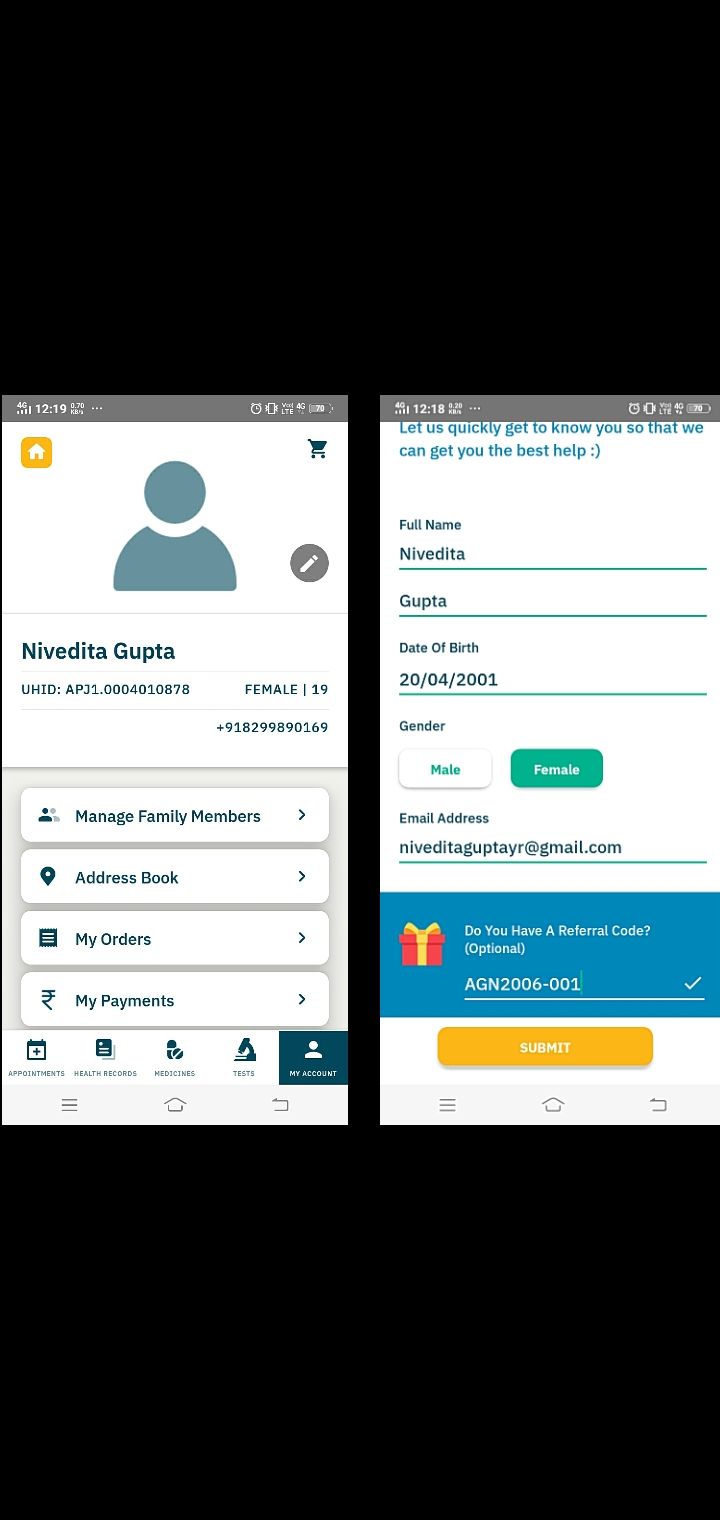 4G 12:19 0.70 KB/s ... VoLTE 4G 70
Nivedita Gupta
UHID: APJ1.0004010878 FEMALE | 19
+918299890169
Manage Family Members
Address Book
My Orders
My Payments
APPOINTMENTS HEALTH RECORDS MEDICINES TESTS MY ACCOUNT
4G 12:18 0.20 KB/s ... VoLTE 4G 70
Let us quickly get to know you so that we
can get you the best help :)
Full Name
Nivedita
Gupta
Date Of Birth
20/04/2001
Gender
Male Female
Email Address
niveditaguptayr@gmail.com
Do You Have A Referral Code?
(Optional)
AGN2006-001
SUBMIT